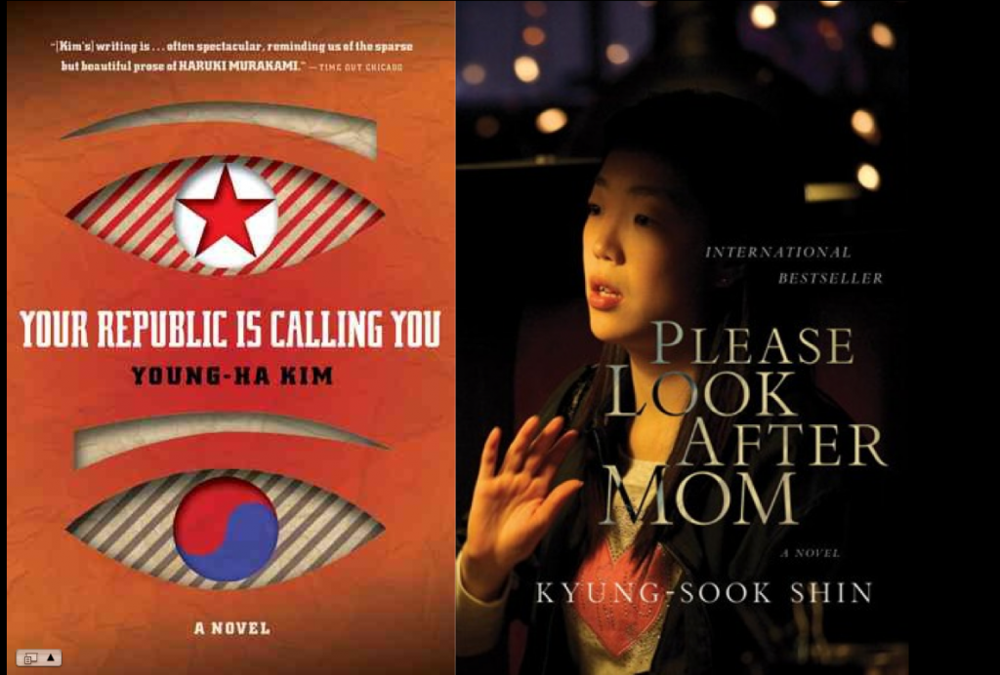 “[Kim's] writing is . . . often spectacular, reminding us of the sparse
but beautiful prose of HARUKI MURAKAMI.” — TIME OUT CHICAGO
YOUR REPUBLIC IS CALLING YOU
YOUNG-HA KIM
A NOVEL
INTERNATIONAL
BESTSELLER
PLEASE
LOOK
AFTER
MOM
A NOVEL
KYUNG-SOOK SHIN